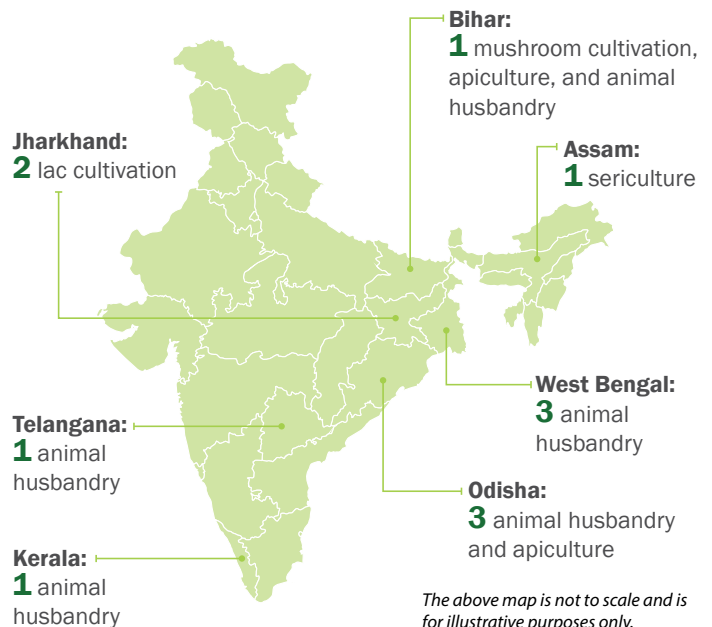 Bihar:
1 mushroom cultivation,
apiculture, and animal
husbandry
Jharkhand:
2 lac cultivation
Assam:
1 sericulture
West Bengal:
3 animal
husbandry
Telangana:
1 animal
husbandry
Odisha:
3 animal husbandry
and apiculture
Kerala:
1 animal
husbandry
The above map is not to scale and is
for illustrative purposes only.